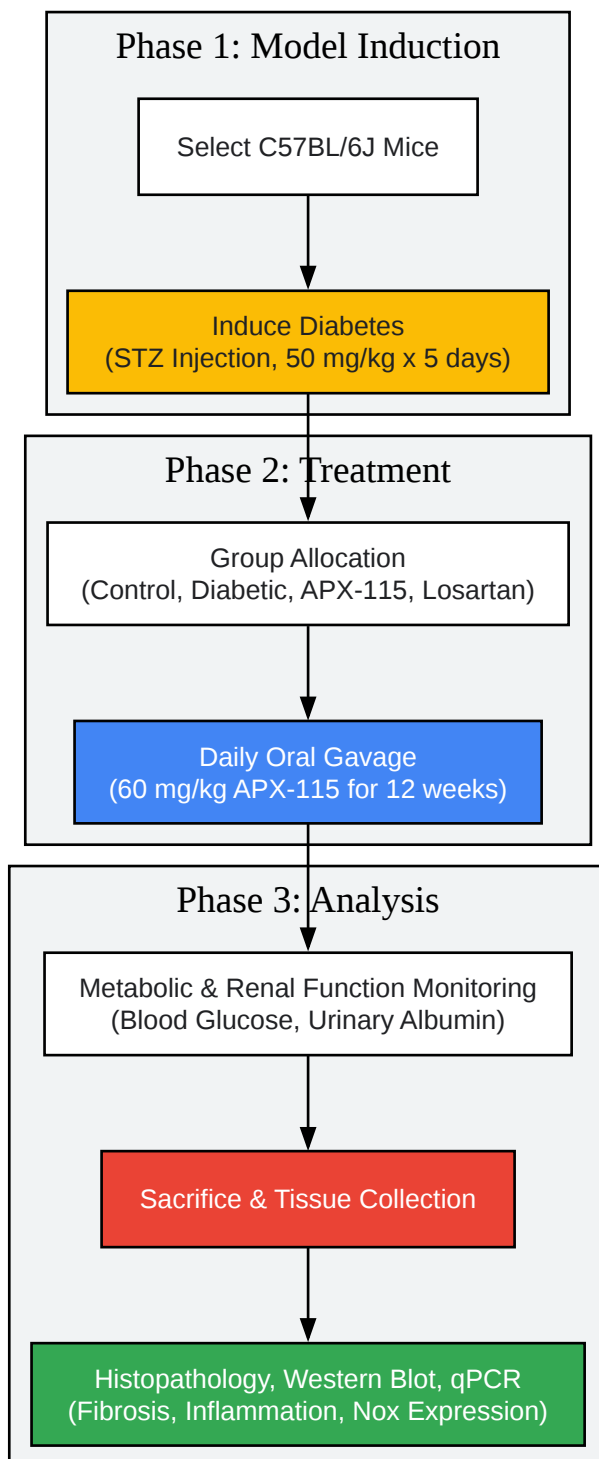 Phase 1: Model Induction
Select C57BL/6J Mice
Induce Diabetes
(STZ Injection, 50 mg/kg x 5 days)
Phase 2: Treatment
Group Allocation
(Control, Diabetic, APX-115, Losartan)
Daily Oral Gavage
(60 mg/kg APX-115 for 12 weeks)
Phase 3: Analysis
Metabolic & Renal Function Monitoring
(Blood Glucose, Urinary Albumin)
Sacrifice & Tissue Collection
Histopathology, Western Blot, qPCR
(Fibrosis, Inflammation, Nox Expression)